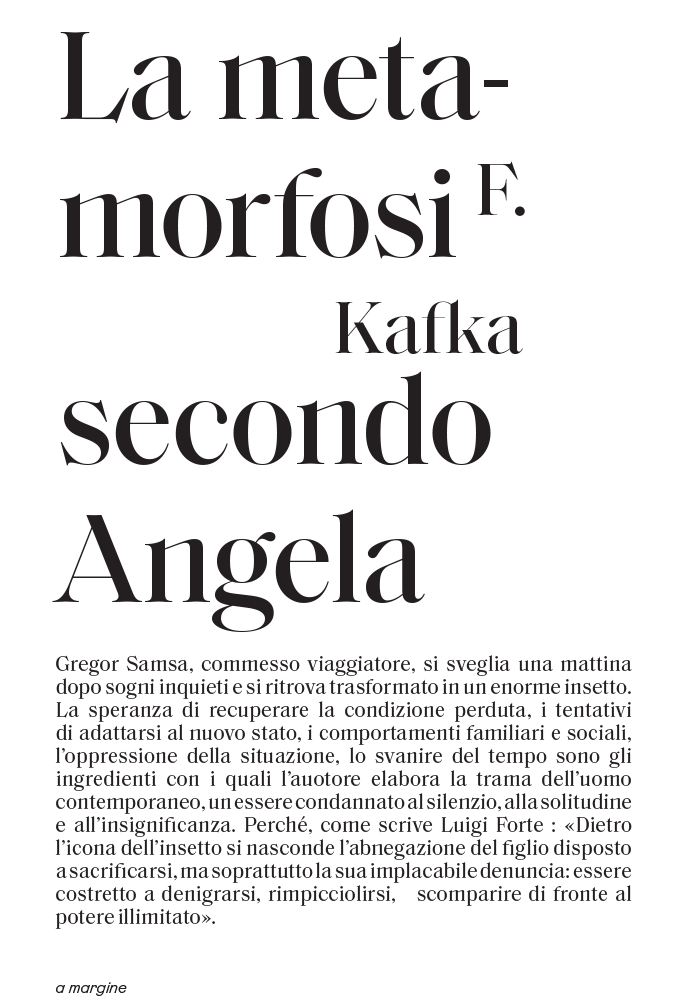 La meta-
morfosi F.
Kafka
secondo
Angela
Gregor Samsa, commesso viaggiatore, si sveglia una mattina
dopo sogni inquieti e si ritrova trasformato in un enorme insetto.
La speranza di recuperare la condizione perduta, i tentativi
di adattarsi al nuovo stato, i comportamenti familiari e sociali,
l’oppressione della situazione, lo svanire del tempo sono gli
ingredienti con i quali l’auotore elabora la trama dell’uomo
contemporaneo, un essere condannato al silenzio, alla solitudine
e all’insignificanza. Perché, come scrive Luigi Forte : «Dietro
l’icona dell’insetto si nasconde l’abnegazione del figlio disposto
a sacrificarsi, ma soprattutto la sua implacabile denuncia: essere
costretto a denigrarsi, rimpicciolirsi, scomparire di fronte al
potere illimitato».
a margine